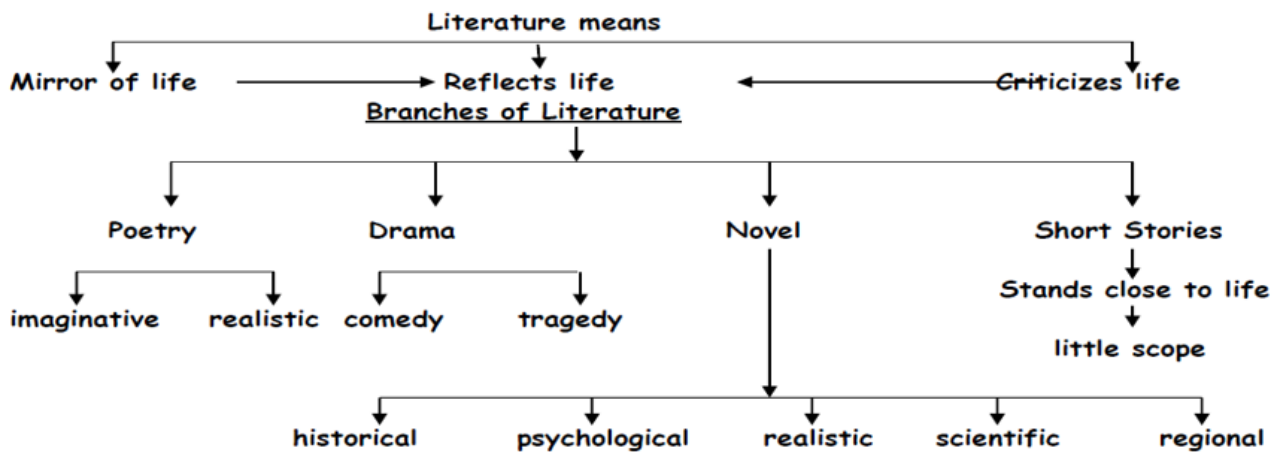 Literature means
Mirror of life Reflects life Criticizes life
Branches of Literature
Poetry Drama Novel Short Stories
Stands close to life
imaginative realistic comedy tragedy
little scope
historical psychological realistic scientific regional